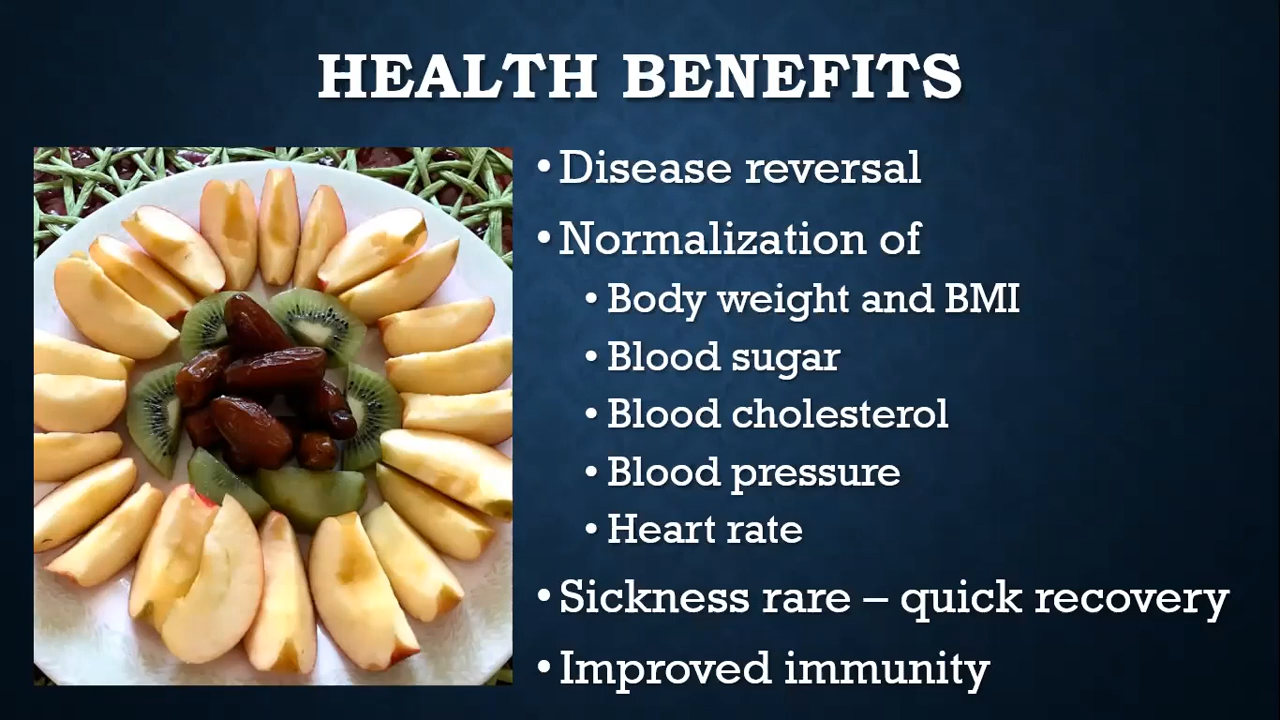 HEALTH BENEFITS
• Disease reversal
• Normalization of
• Body weight and BMI
• Blood sugar
• Blood cholesterol
• Blood pressure
• Heart rate
• Sickness rare – quick recovery
• Improved immunity